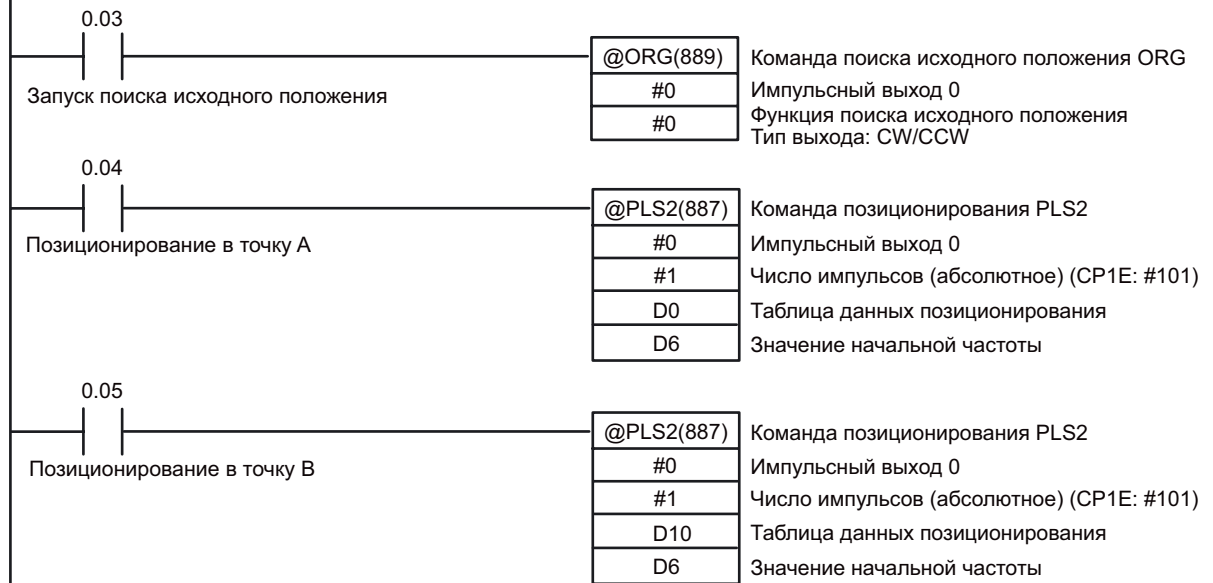 0.03
@ORG(889) Команда поиска исходного положения ORG
Запуск поиска исходного положения
#0 Импульсный выход 0
#0 Функция поиска исходного положения
Тип выхода: CW/CCW
0.04
@PLS2(887) Команда позиционирования PLS2
Позиционирование в точку A
#0 Импульсный выход 0
#1 Число импульсов (абсолютное) (CP1E: #101)
D0 Таблица данных позиционирования
D6 Значение начальной частоты
0.05
@PLS2(887) Команда позиционирования PLS2
Позиционирование в точку B
#0 Импульсный выход 0
#1 Число импульсов (абсолютное) (CP1E: #101)
D10 Таблица данных позиционирования
D6 Значение начальной частоты